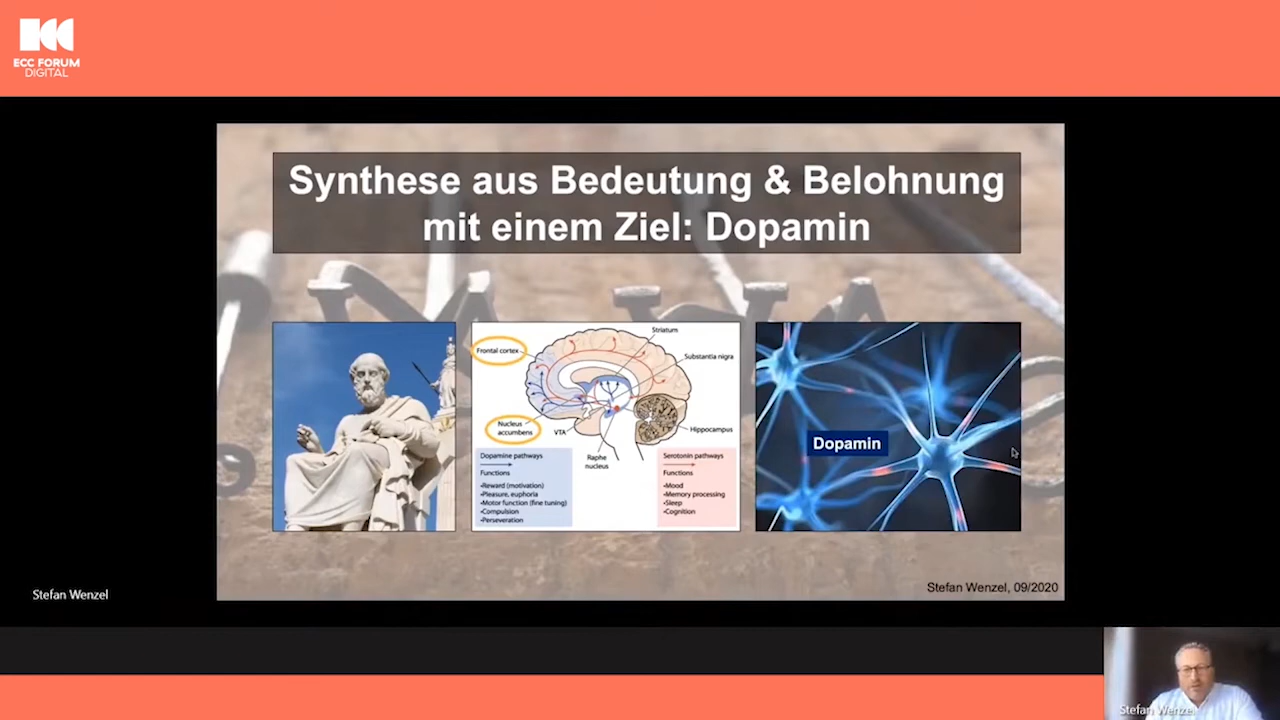 ECC FORUM
DIGITAL
Synthese aus Bedeutung & Belohnung
mit einem Ziel: Dopamin
Striatum
Frontal cortex
Substantia nigra
Nucleus
accumbens
VTA
Hippocampus
Raphe
nucleus
Dopamine pathways
Functions
•Reward (motivation)
•Pleasure, euphoria
•Motor function (fine tuning)
•Compulsion
•Perseveration
Serotonin pathways
Functions
•Mood
•Memory processing
•Sleep
•Cognition
Dopamin
Stefan Wenzel, 09/2020
Stefan Wenzel
Stefan Wenzel